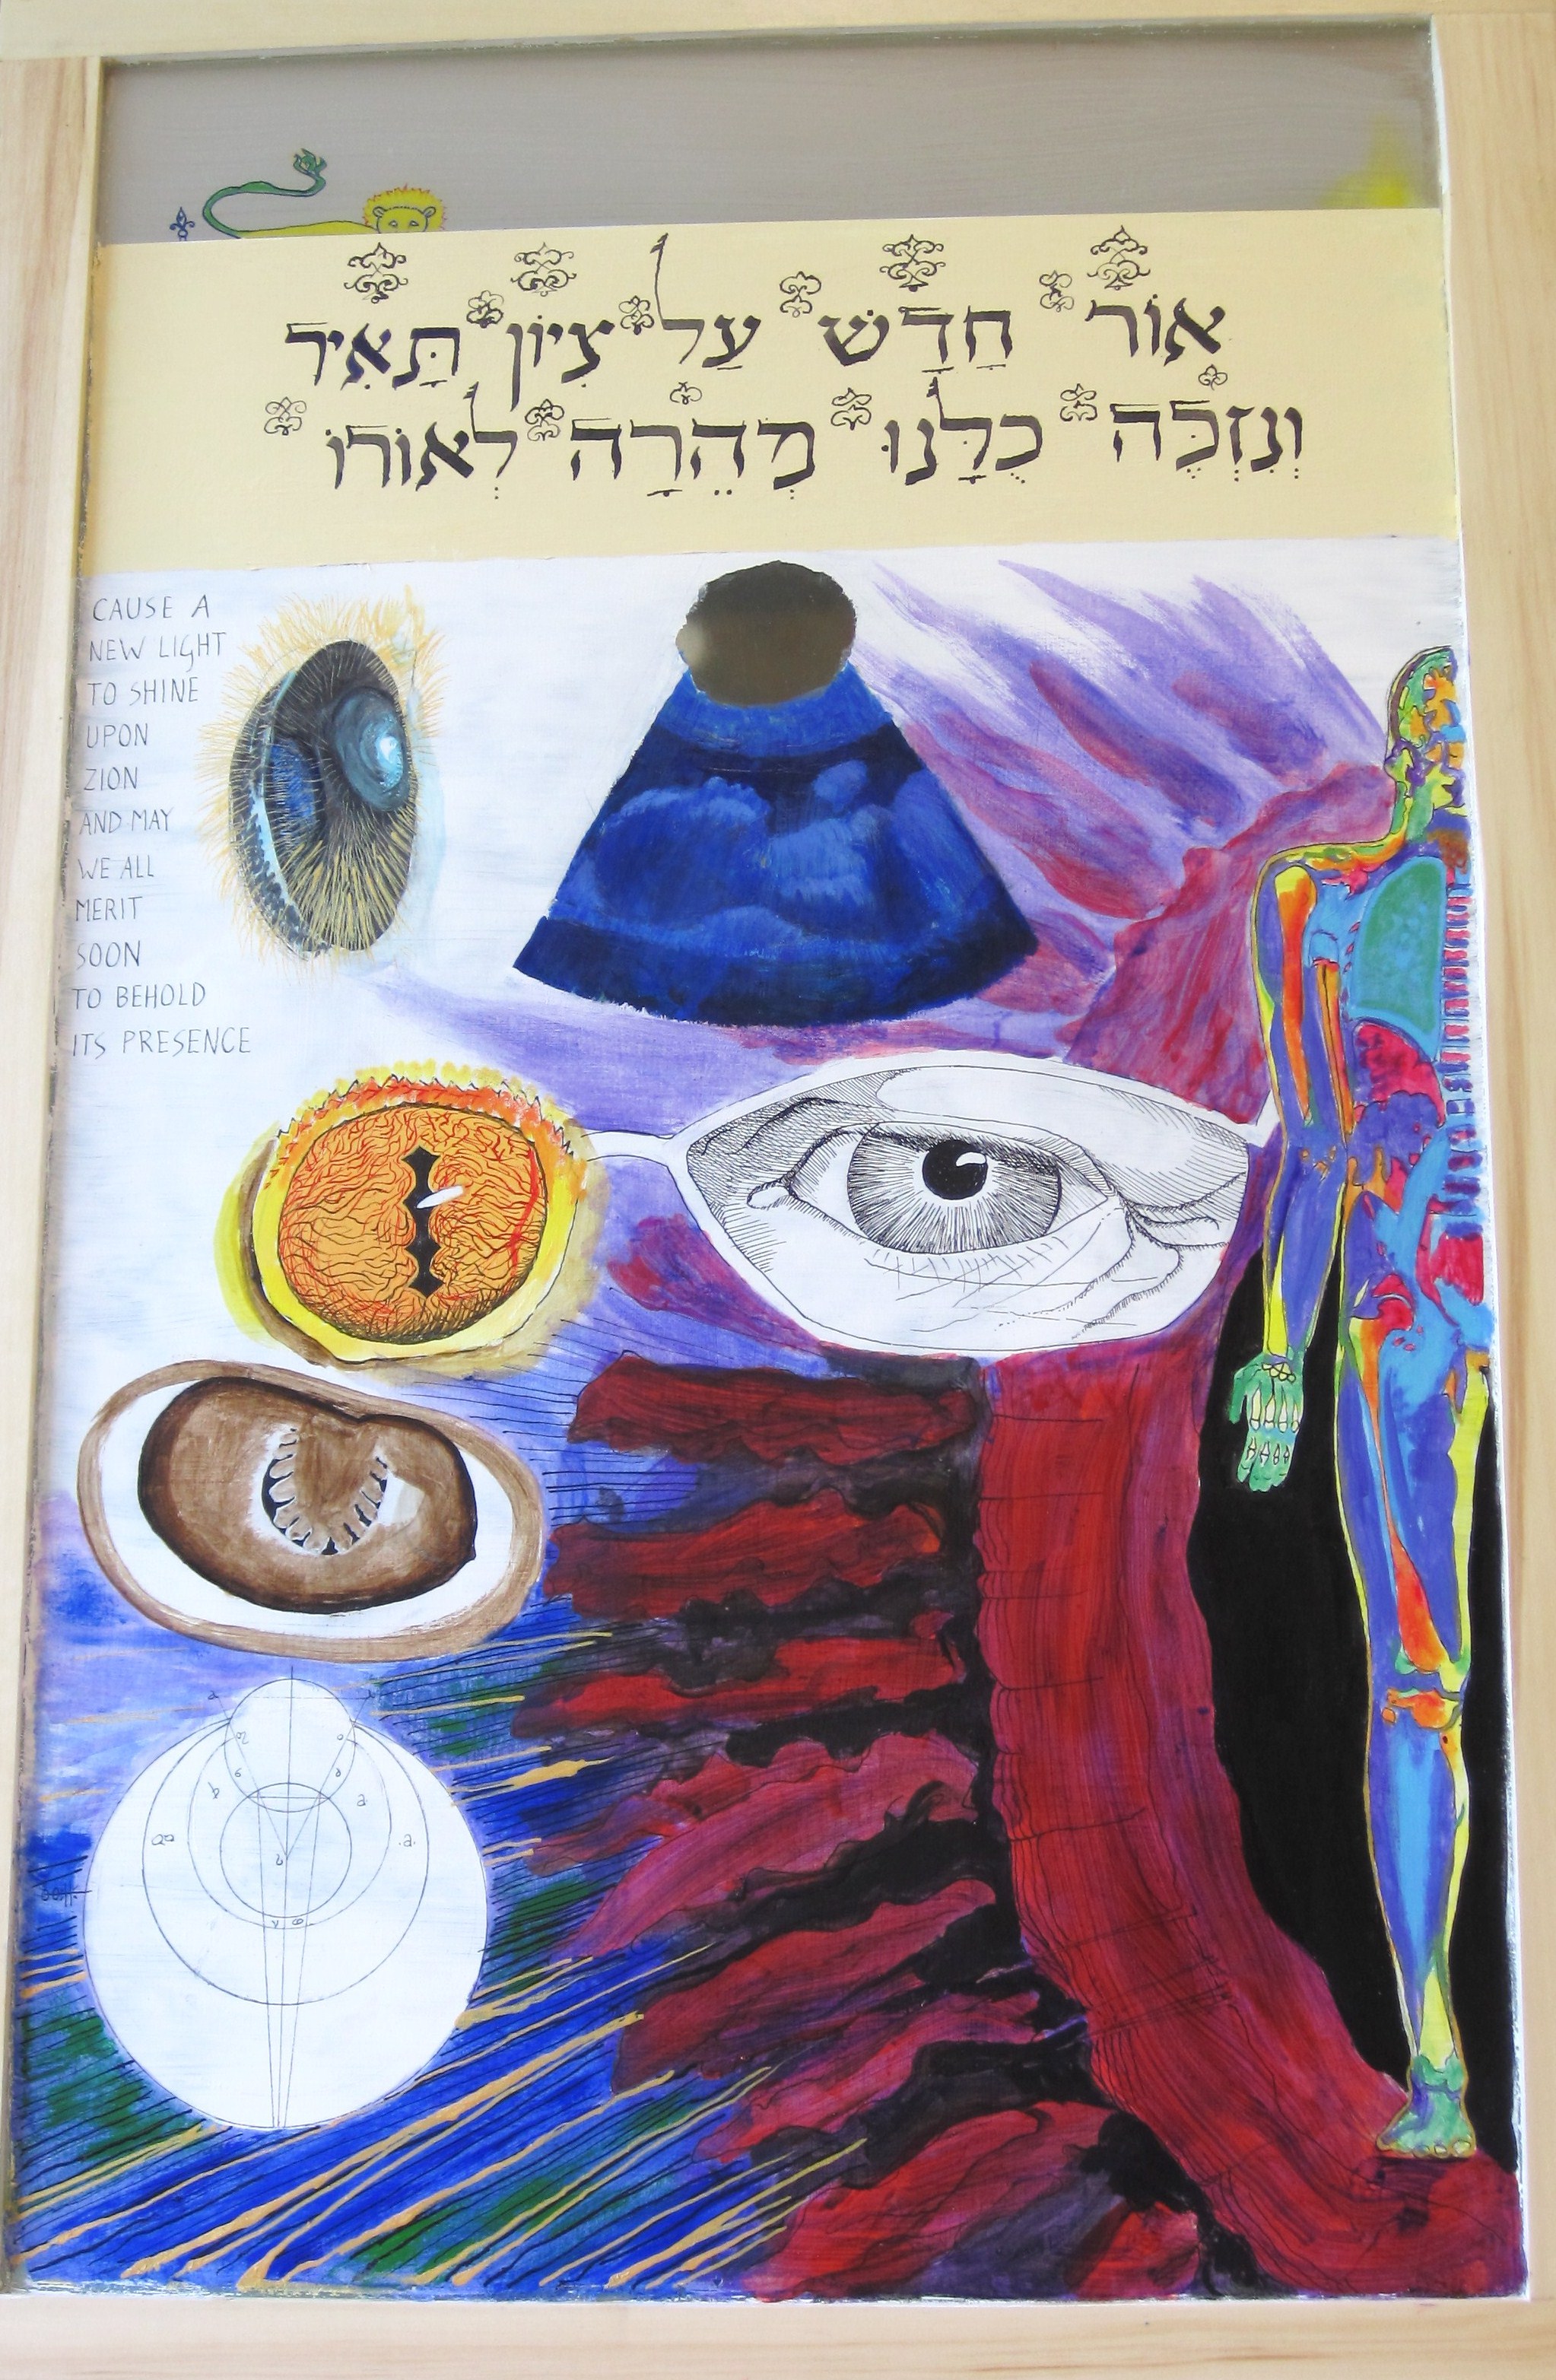 אוֹר חָדָשׁ עַל צִיּוֹן תָּאִיר
וְנִזְכֶּה כֻלָּנוּ מְהֵרָה לְאוֹרוֹ
CAUSE A
NEW LIGHT
TO SHINE
UPON
ZION
AND MAY
WE ALL
MERIT
SOON
TO BEHOLD
ITS PRESENCE